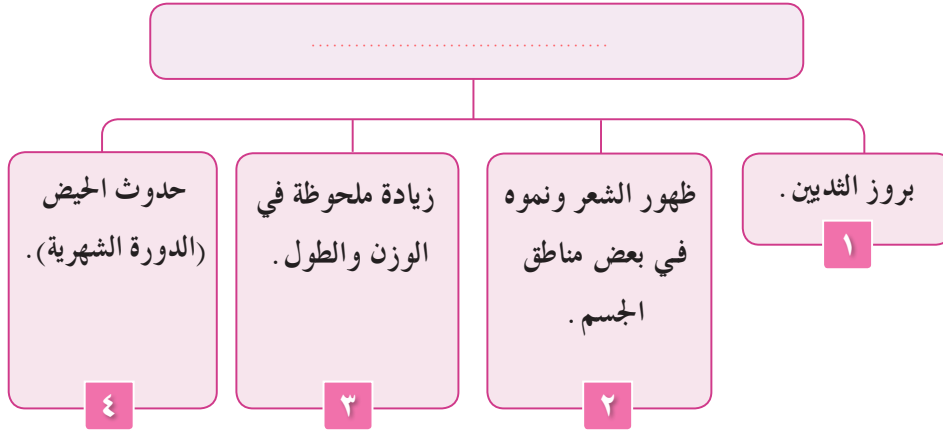 ........................................
بروز الثديين.
١
ظهور الشعر ونموه
في بعض مناطق
الجسم.
٢
زيادة ملحوظة في
الوزن والطول.
٣
حدوث الحيض
(الدورة الشهرية).
٤